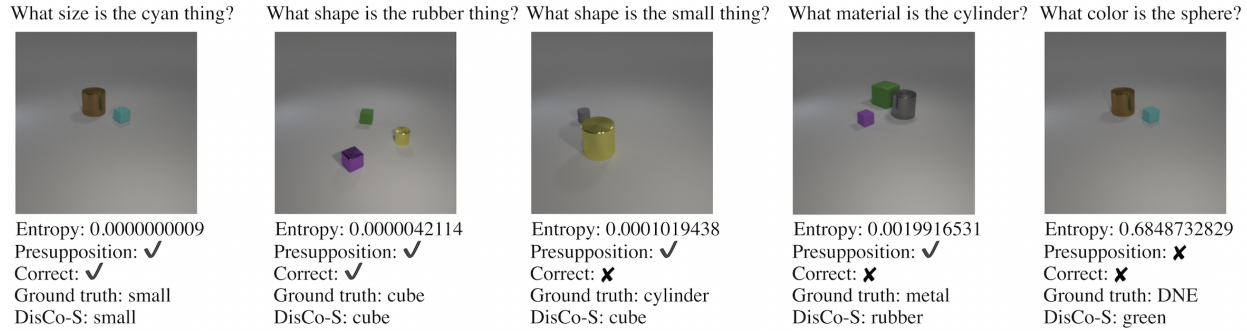 What size is the cyan thing?
Entropy: 0.0000000009
Presupposition: ✓
Correct: ✓
Ground truth: small
DisCo-S: small
What shape is the rubber thing?
Entropy: 0.0000042114
Presupposition: ✓
Correct: ✓
Ground truth: cube
DisCo-S: cube
What shape is the small thing?
Entropy: 0.0001019438
Presupposition: ✓
Correct: ✘
Ground truth: cylinder
DisCo-S: cube
What material is the cylinder?
Entropy: 0.0019916531
Presupposition: ✓
Correct: ✘
Ground truth: metal
DisCo-S: rubber
What color is the sphere?
Entropy: 0.6848732829
Presupposition: ✘
Correct: ✘
Ground truth: DNE
DisCo-S: green